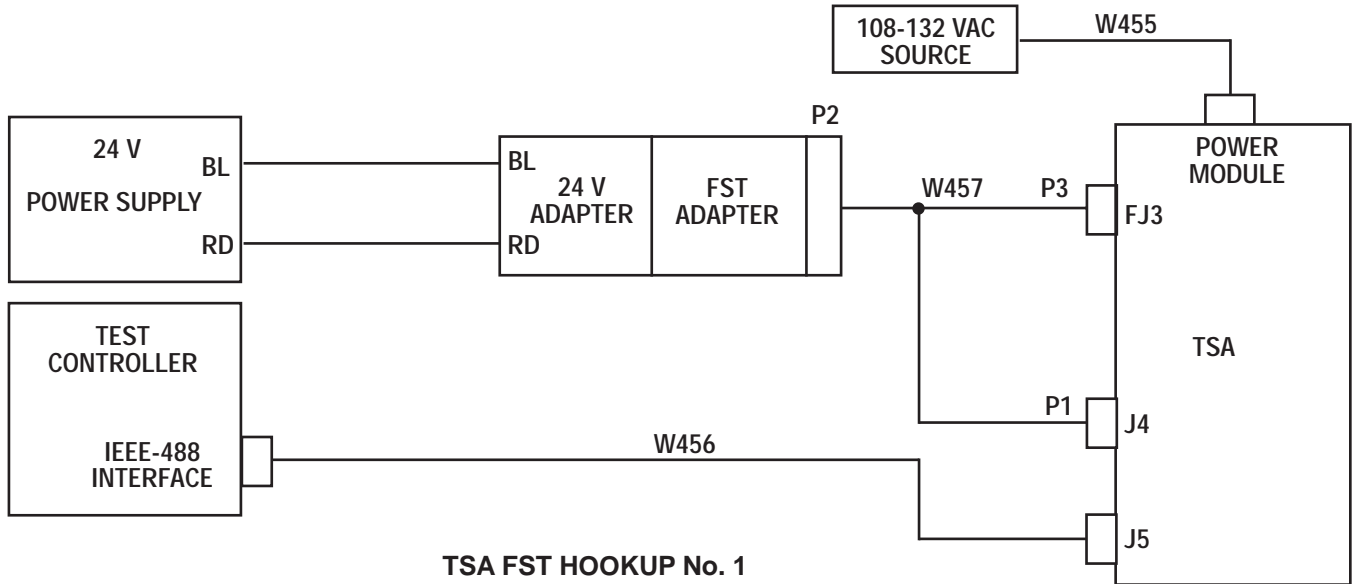 108-132 VAC
SOURCE
W455
P2
24 V
POWER SUPPLY
BL
RD
BL
RD
24 V
ADAPTER
FST
ADAPTER
W457
P3
FJ3
POWER
MODULE
TSA
P1
J4
TEST
CONTROLLER
IEEE-488
INTERFACE
W456
J5
TSA FST HOOKUP No. 1